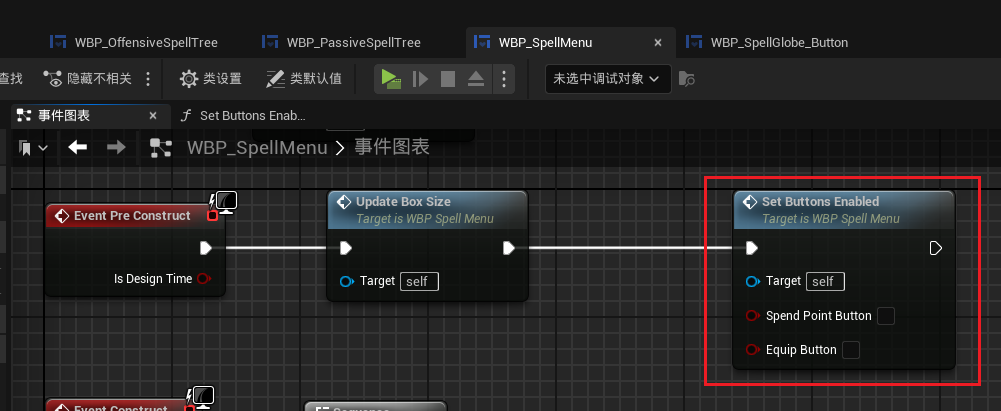 WBP_OffensiveSpellTree
WBP_PassiveSpellTree
WBP_SpellMenu
×
WBP_SpellGlobe_Button
查找
隐藏不相关
类设置
类默认值
未选中调试对象
事件图表
×
f Set Buttons Enab...
WBP_SpellMenu > 事件图表
Event Pre Construct
Is Design Time
Update Box Size
Target is WBP Spell Menu
Target self
Set Buttons Enabled
Target is WBP Spell Menu
Target self
Spend Point Button
Equip Button
Event Construct
Sequence